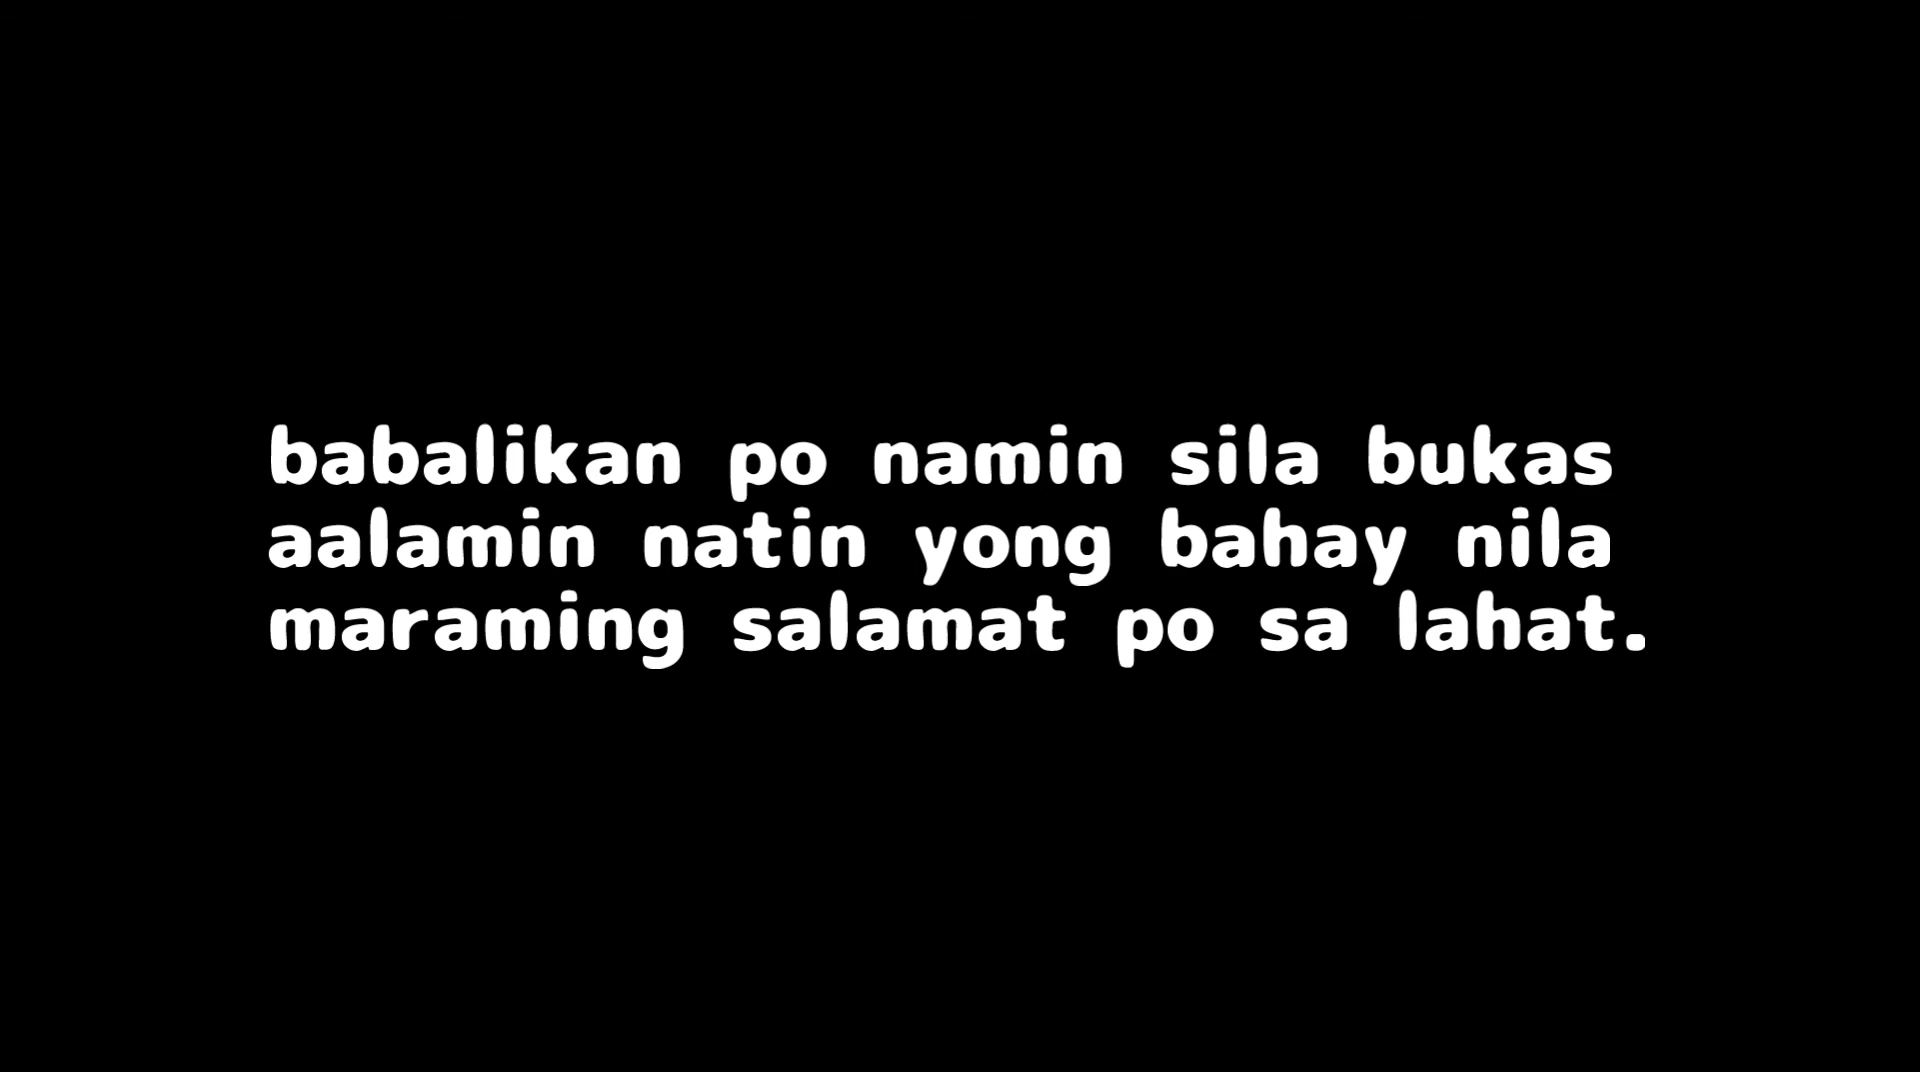 babalikan po namin sila bukas
aalamin natin yong bahay nila
maraming salamat po sa lahat.